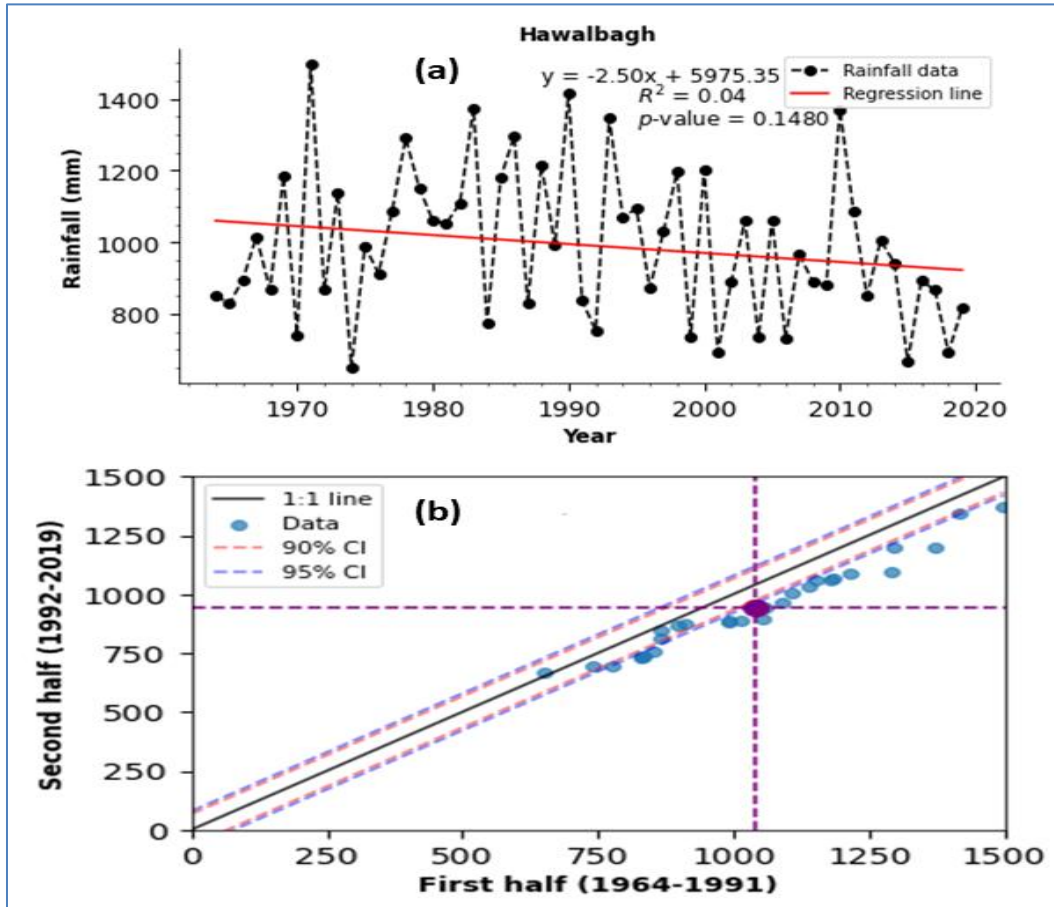 Hawalbagh
(a)
y = -2.50x + 5975.35
R² = 0.04
p-value = 0.1480
Rainfall data
Regression line
Rainfall (mm)
1400
1200
1000
800
1970 1980 1990 2000 2010 2020
Year
(b)
1:1 line
Data
90% CI
95% CI
Second half (1992-2019)
1500
1250
1000
750
500
250
0
0 250 500 750 1000 1250 1500
First half (1964-1991)